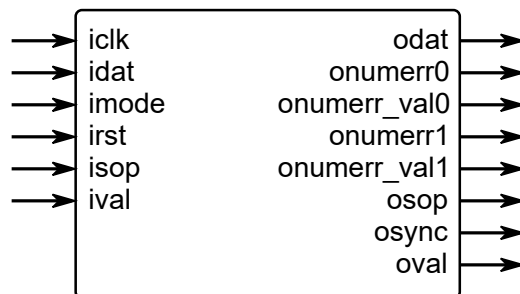 iclk
idat
imode
irst
isop
ival
odat
onumerr0
onumerr_val0
onumerr1
onumerr_val1
osop
osync
oval